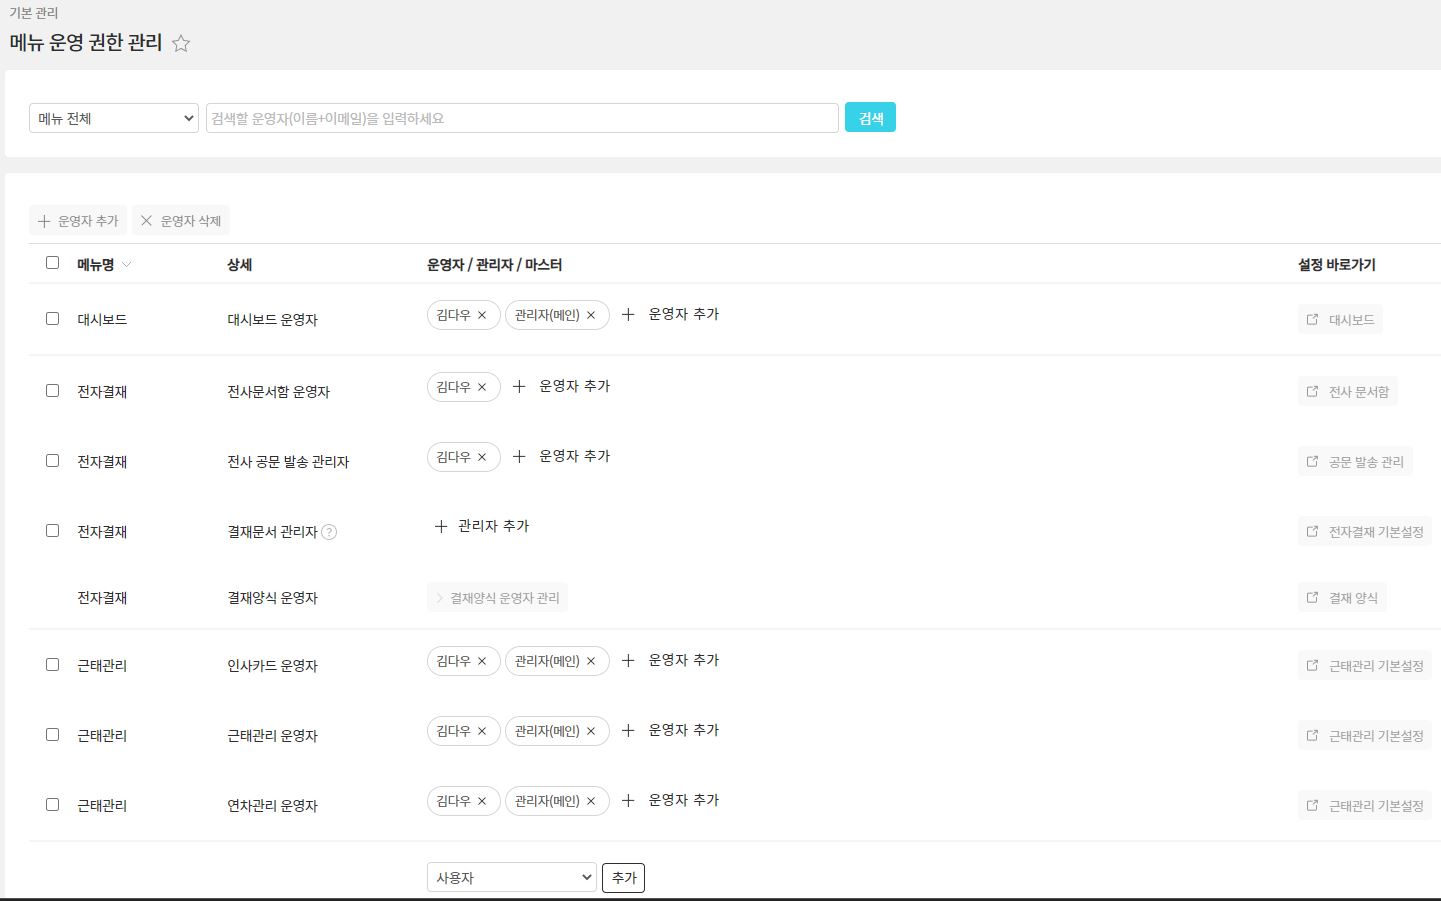 기본 관리
메뉴 운영 권한 관리
메뉴 전체 검색할 운영자(이름+이메일)을 입력하세요 검색
운영자 추가 운영자 삭제
메뉴명 상세 운영자 / 관리자 / 마스터 설정 바로가기
대시보드 대시보드 운영자 김다우 관리자(메인) 운영자 추가 대시보드
전자결재 전사문서함 운영자 김다우 운영자 추가 전사 문서함
전자결재 전사 공문 발송 관리자 김다우 운영자 추가 공문 발송 관리
전자결재 결재문서 관리자 ? 관리자 추가 전자결재 기본설정
전자결재 결재양식 운영자 결재양식 운영자 관리 결재 양식
근태관리 인사카드 운영자 김다우 관리자(메인) 운영자 추가 근태관리 기본설정
근태관리 근태관리 운영자 김다우 관리자(메인) 운영자 추가 근태관리 기본설정
근태관리 연차관리 운영자 김다우 관리자(메인) 운영자 추가 근태관리 기본설정
사용자 추가